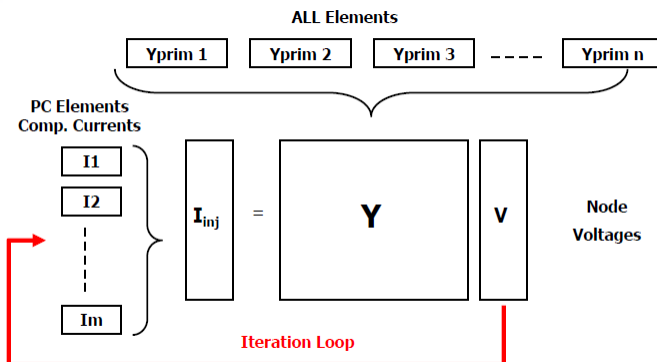 ALL Elements
Yprim 1
Yprim 2
Yprim 3
Yprim n
PC Elements
Comp. Currents
I1
I2
Im
Iinj
=
Y
V
Node
Voltages
Iteration Loop